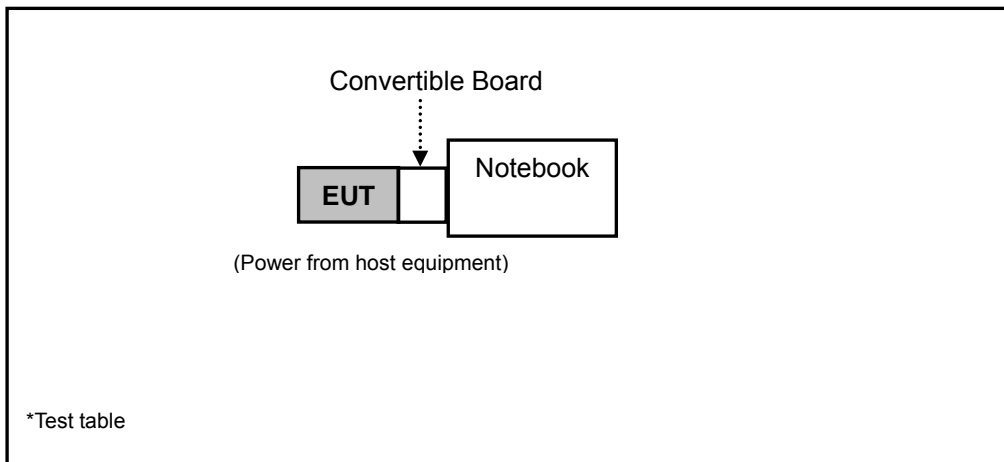 Convertible Board
Notebook
EUT
(Power from host equipment)
*Test table